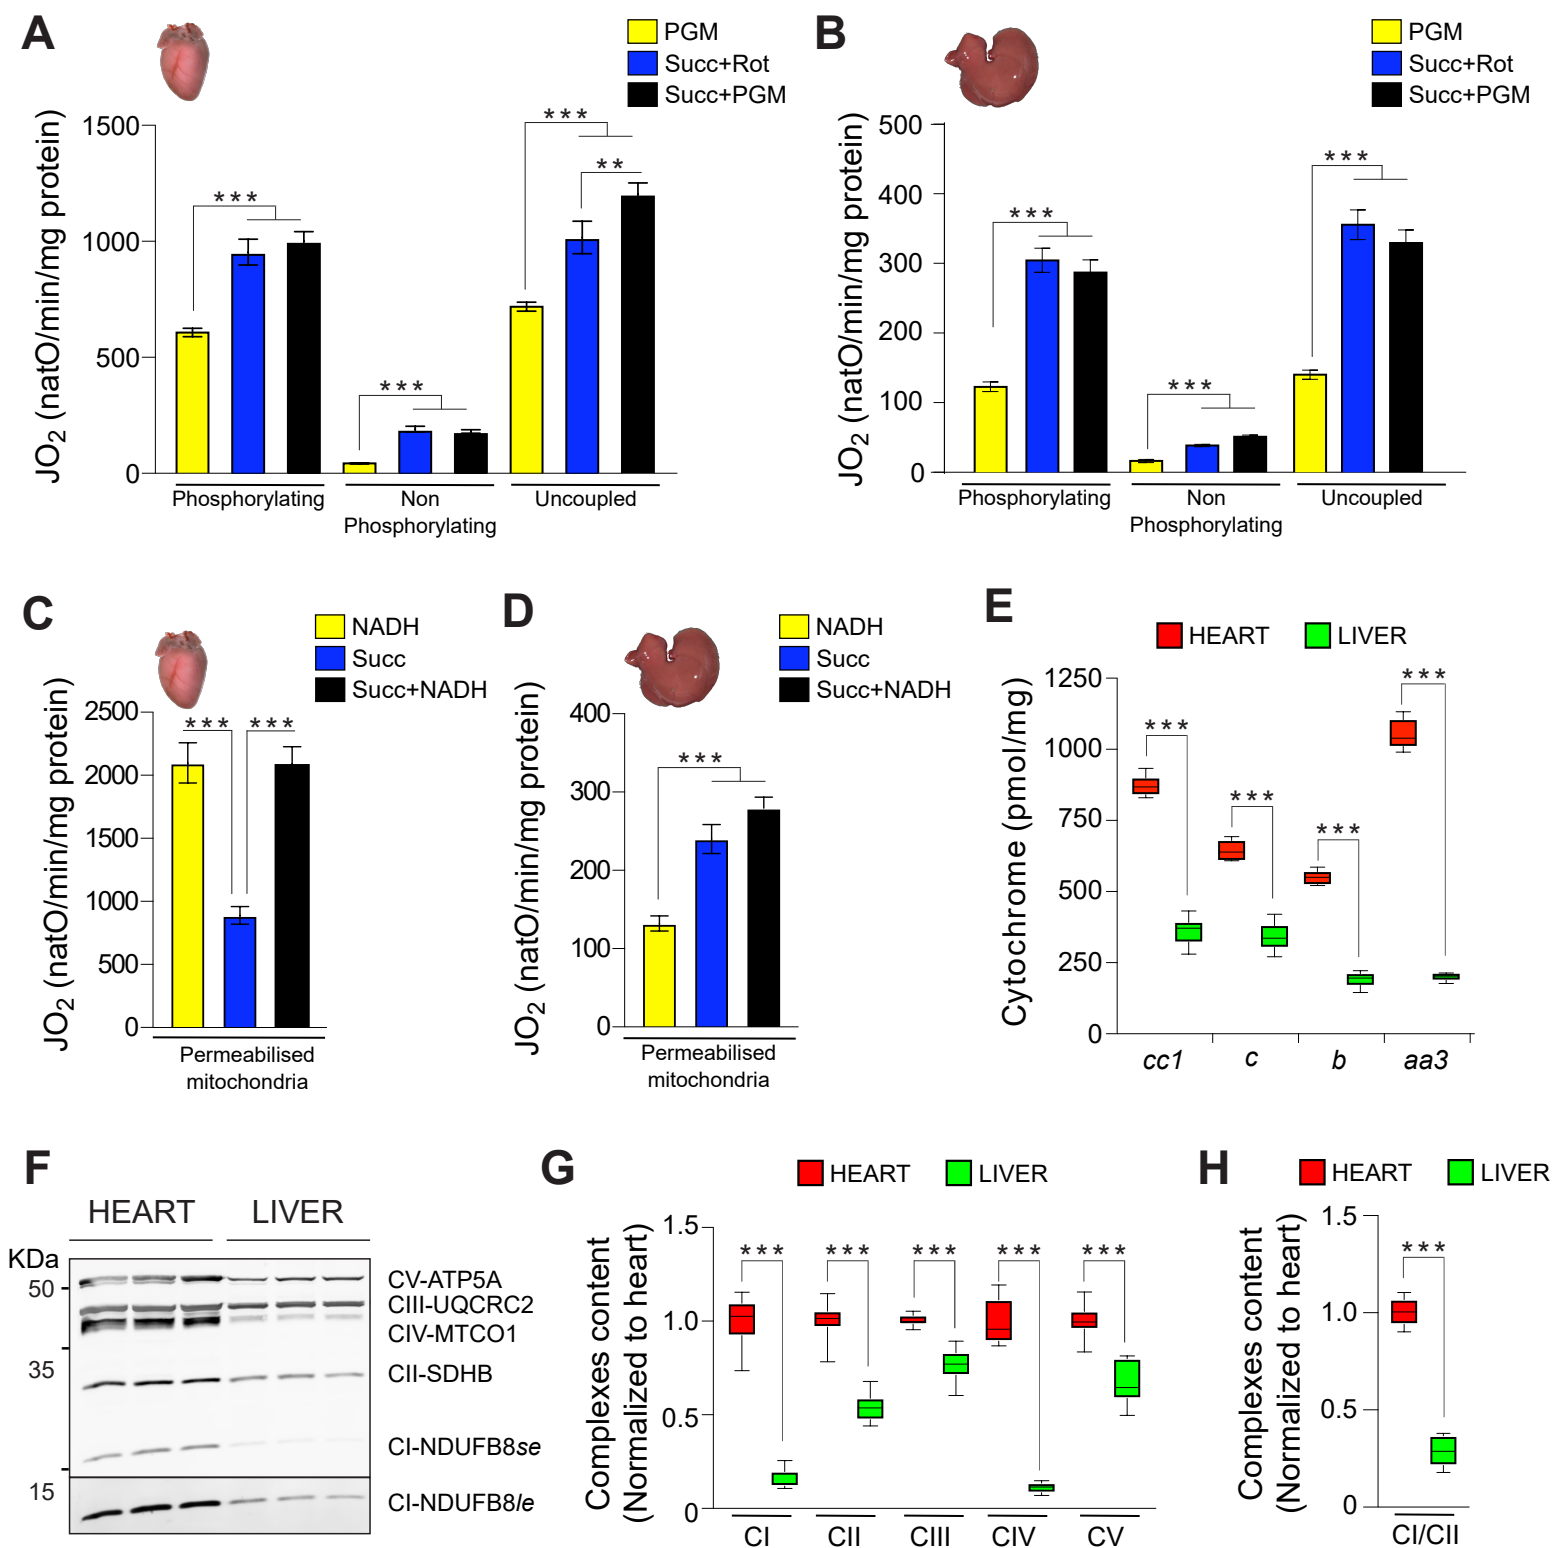 A
PGM
Succ+Rot
Succ+PGM
JO2 (natO/min/mg protein)
1500
1000
500
0
***
***
***
**
Phosphorylating
Non
Phosphorylating
Uncoupled
B
PGM
Succ+Rot
Succ+PGM
JO2 (natO/min/mg protein)
500
400
300
200
100
0
***
***
***
Phosphorylating
Non
Phosphorylating
Uncoupled
C
NADH
Succ
Succ+NADH
JO2 (natO/min/mg protein)
2500
2000
1500
1000
500
0
*** ***
Permeabilised
mitochondria
D
NADH
Succ
Succ+NADH
JO2 (natO/min/mg protein)
400
300
200
100
0
***
Permeabilised
mitochondria
E
HEART LIVER
Cytochrome (pmol/mg)
1250
1000
750
500
250
0
***
***
***
***
cc1 c b aa3
F
HEART LIVER
KDa
50
35
15
CV-ATP5A
CIII-UQCRC2
CIV-MTCO1
CII-SDHB
CI-NDUFB8se
CI-NDUFB8le
G
HEART LIVER
Complexes content
(Normalized to heart)
1.5
1.0
0.5
0
*** *** *** *** ***
CI CII CIII CIV CV
H
HEART LIVER
Complexes content
(Normalized to heart)
1.5
1.0
0.5
0
***
CI/CII